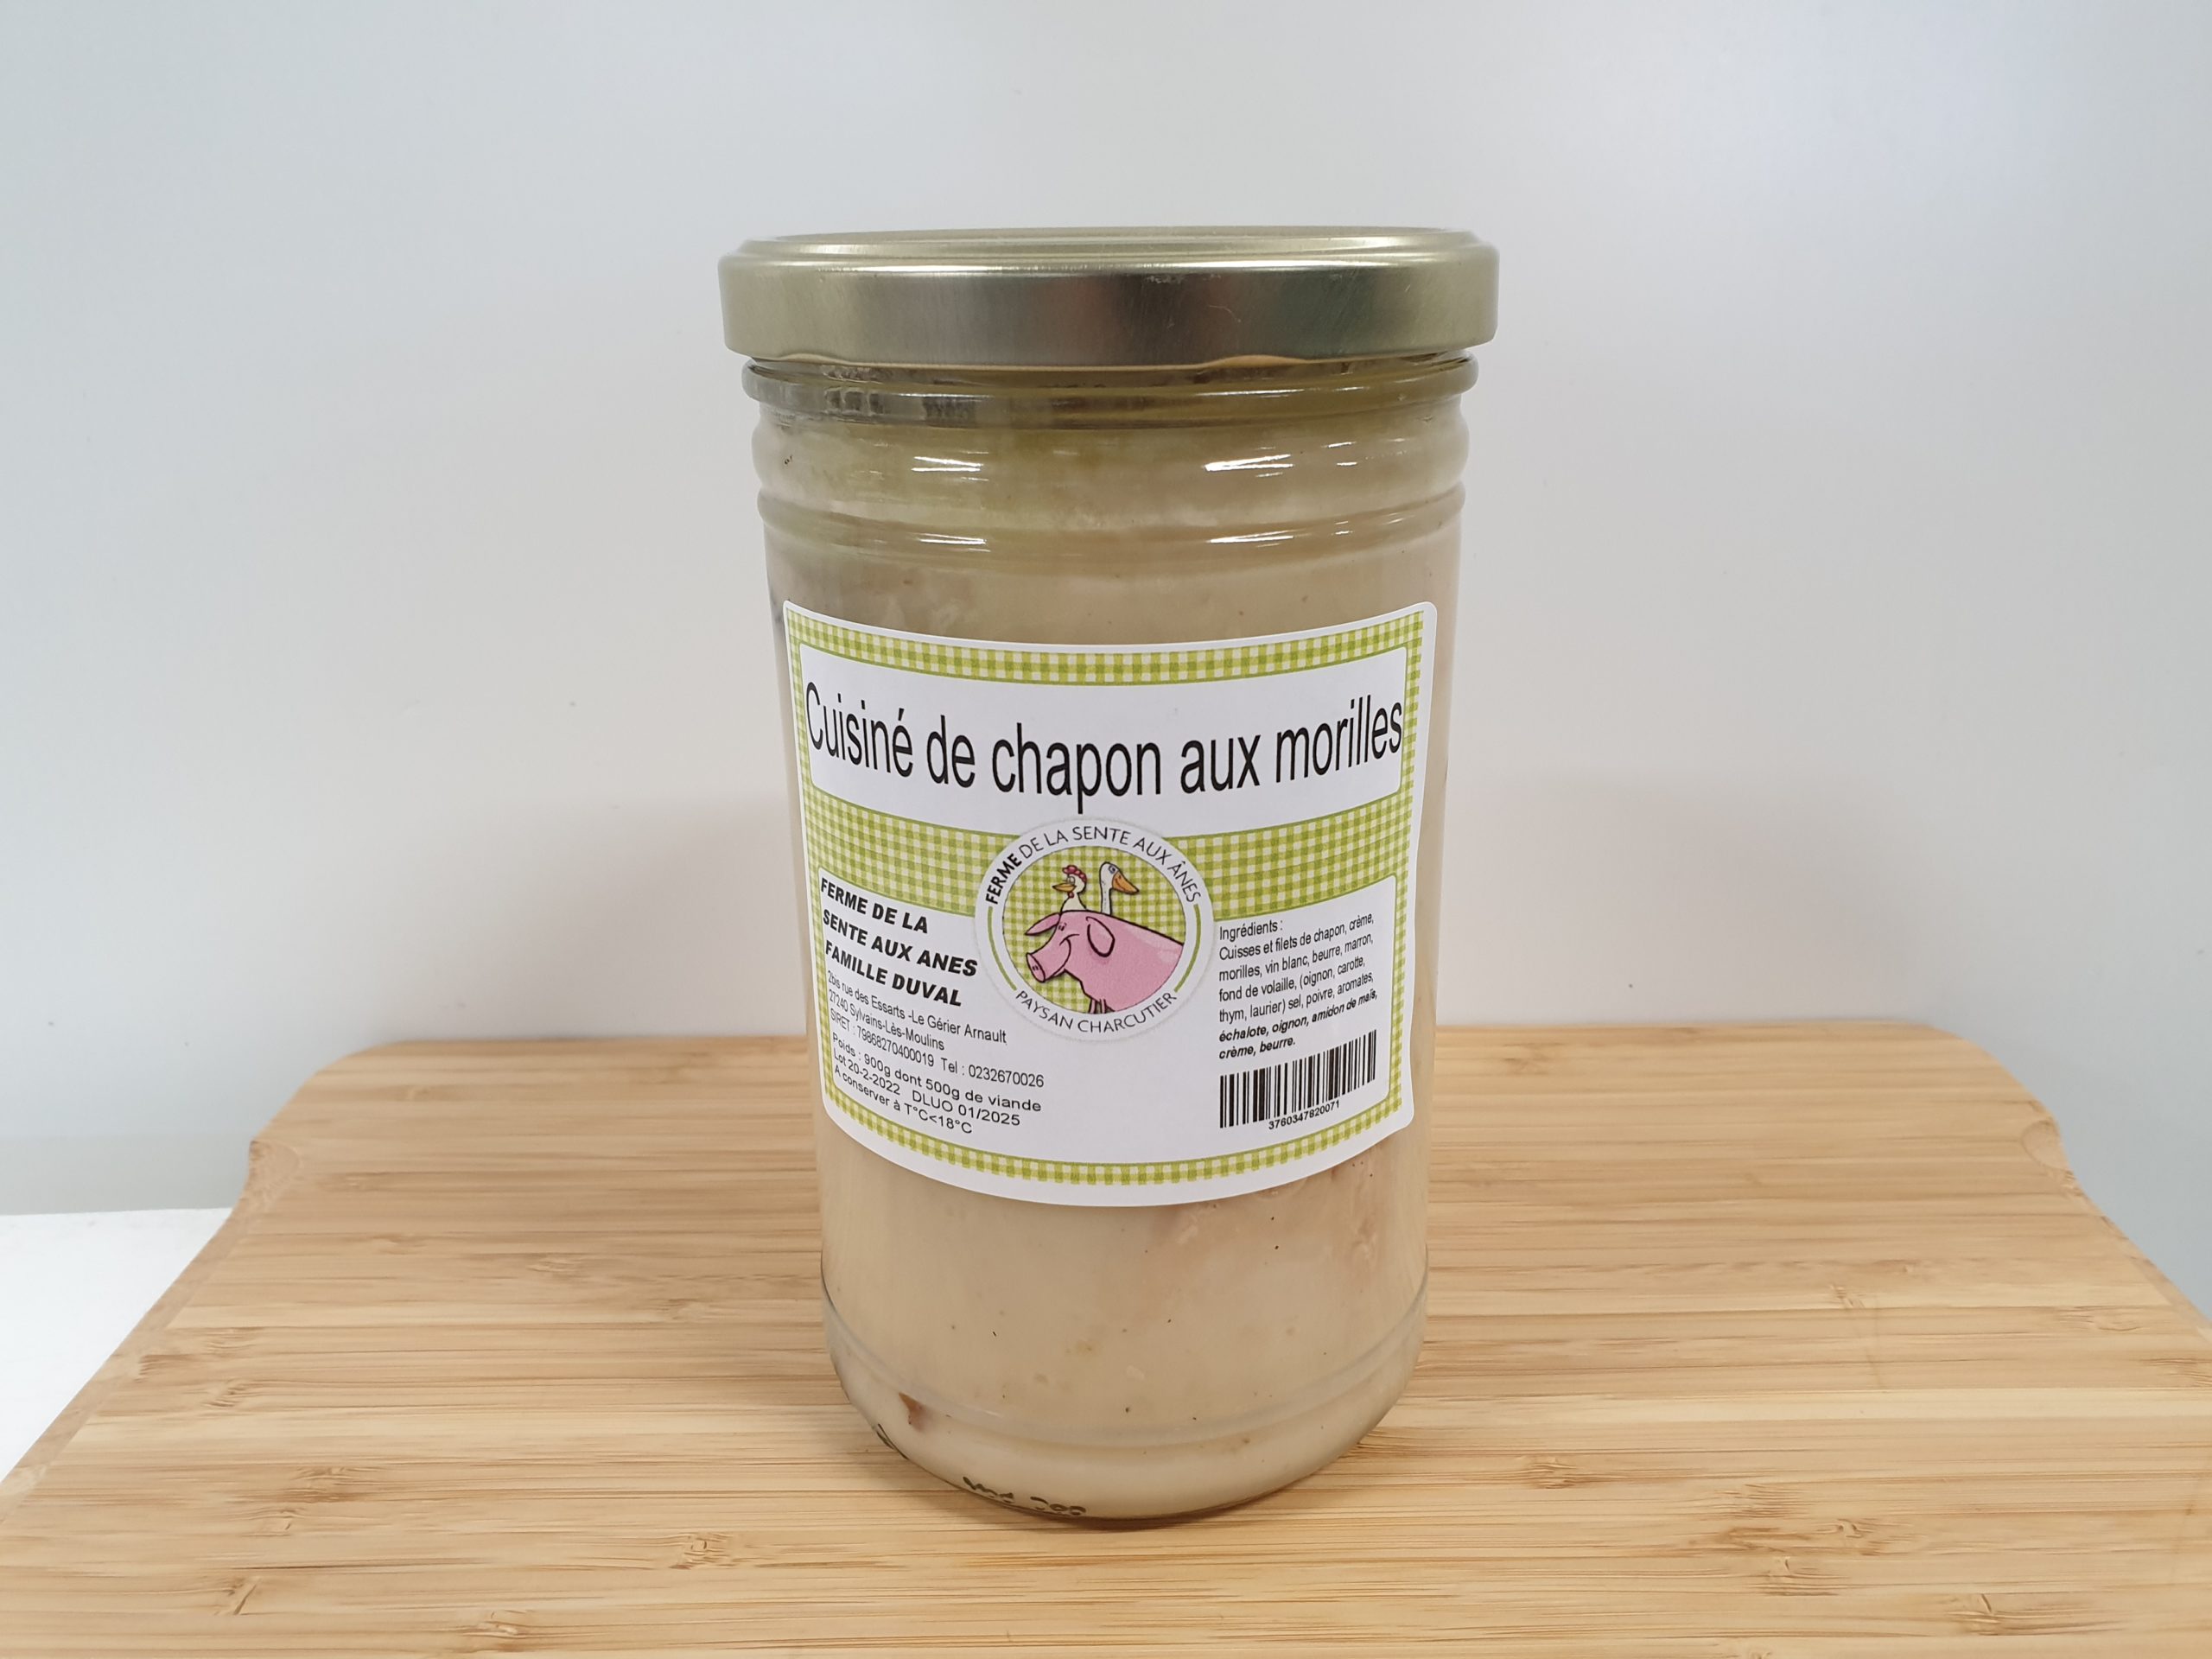 Cuisiné de chapon aux morilles
FERME DE LA SENTE AUX ÂNES
PAYSAN CHARCUTIER
FERME DE LA
SENTE AUX ANES
FAMILLE DUVAL
2bis rue des Essarts -Le Gérier Arnault
27240 Sylvains-Lès-Moulins
SIRET : 79868270400019 Tel : 0232670026
Poids : 900g dont 500g de viande
Lot 20-2-2022 DLUO 01/2025
A conserver à T°C<18°C
Ingrédients :
Cuisses et filets de chapon, crème,
morilles, vin blanc, beurre, marron,
fond de volaille, (oignon, carotte,
thym, laurier) sel, poivre, aromates,
échalote, oignon, amidon de maïs,
crème, beurre.
3760347820071